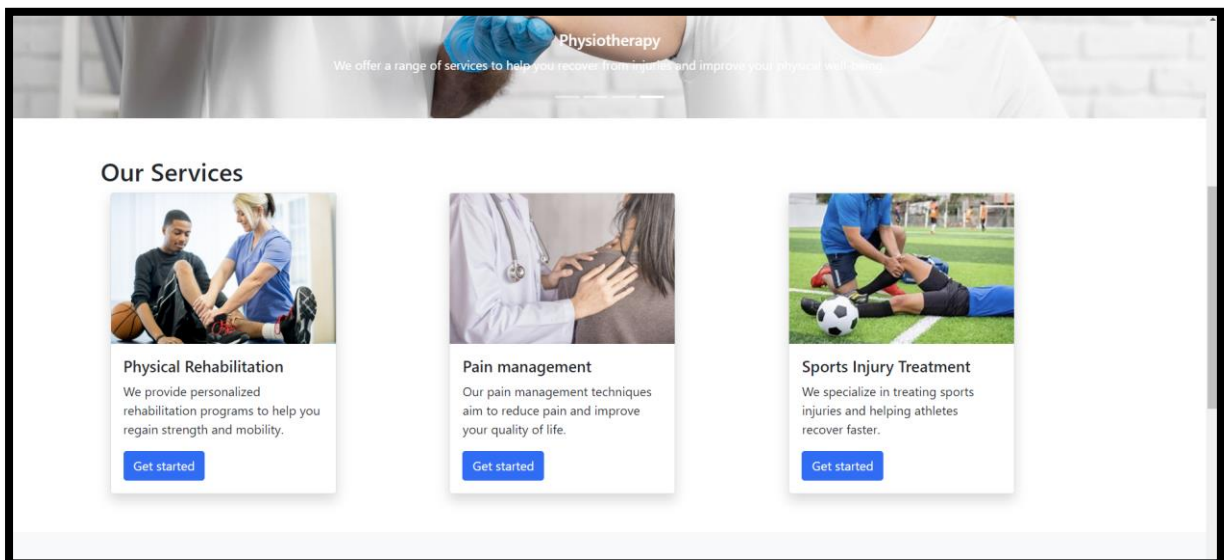 Physiotherapy
We offer a range of services to help you recover from injuries and improve your physical well-being.
Our Services
Physical Rehabilitation
We provide personalized
rehabilitation programs to help you
regain strength and mobility.
Get started
Pain management
Our pain management techniques
aim to reduce pain and improve
your quality of life.
Get started
Sports Injury Treatment
We specialize in treating sports
injuries and helping athletes
recover faster.
Get started